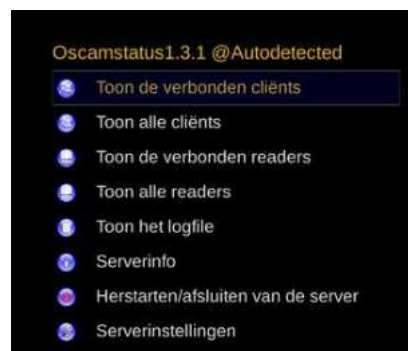 Oscamstatus1.3.1 @Autodetected
Toon de verbonden cliënts
Toon alle cliënts
Toon de verbonden readers
Toon alle readers
Toon het logfile
Serverinfo
Herstarten/afsluiten van de server
Serverinstellingen